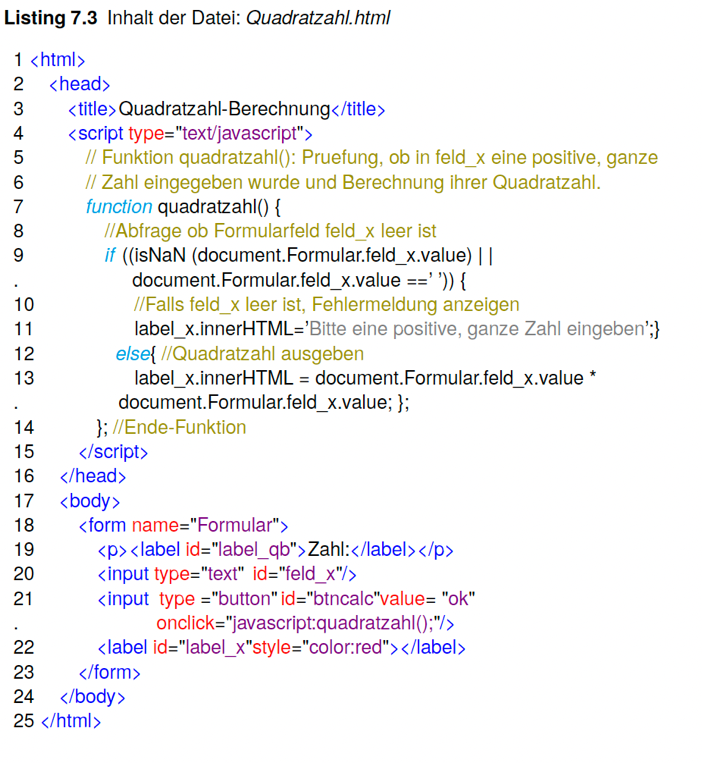 Listing 7.3 Inhalt der Datei: Quadratzahl.html
1 <html>
2 <head>
3 <title>Quadratzahl-Berechnung</title>
4 <script type="text/javascript">
5 // Funktion quadratzahl(): Pruefung, ob in feld_x eine positive, ganze
6 // Zahl eingegeben wurde und Berechnung ihrer Quadratzahl.
7 function quadratzahl() {
8 //Abfrage ob Formularfeld feld_x leer ist
9 if ((isNaN (document.Formular.feld_x.value) | |
. document.Formular.feld_x.value ==’ ’)) {
10 //Falls feld_x leer ist, Fehlermeldung anzeigen
11 label_x.innerHTML=’Bitte eine positive, ganze Zahl eingeben’;}
12 else{ //Quadratzahl ausgeben
13 label_x.innerHTML = document.Formular.feld_x.value *
. document.Formular.feld_x.value; };
14 }; //Ende-Funktion
15 </script>
16 </head>
17 <body>
18 <form name="Formular">
19 <p><label id="label_qb">Zahl:</label></p>
20 <input type="text" id="feld_x"/>
21 <input type ="button" id="btncalc"value= "ok"
. onclick="javascript:quadratzahl();"/>
22 <label id="label_x"style="color:red"></label>
23 </form>
24 </body>
25 </html>